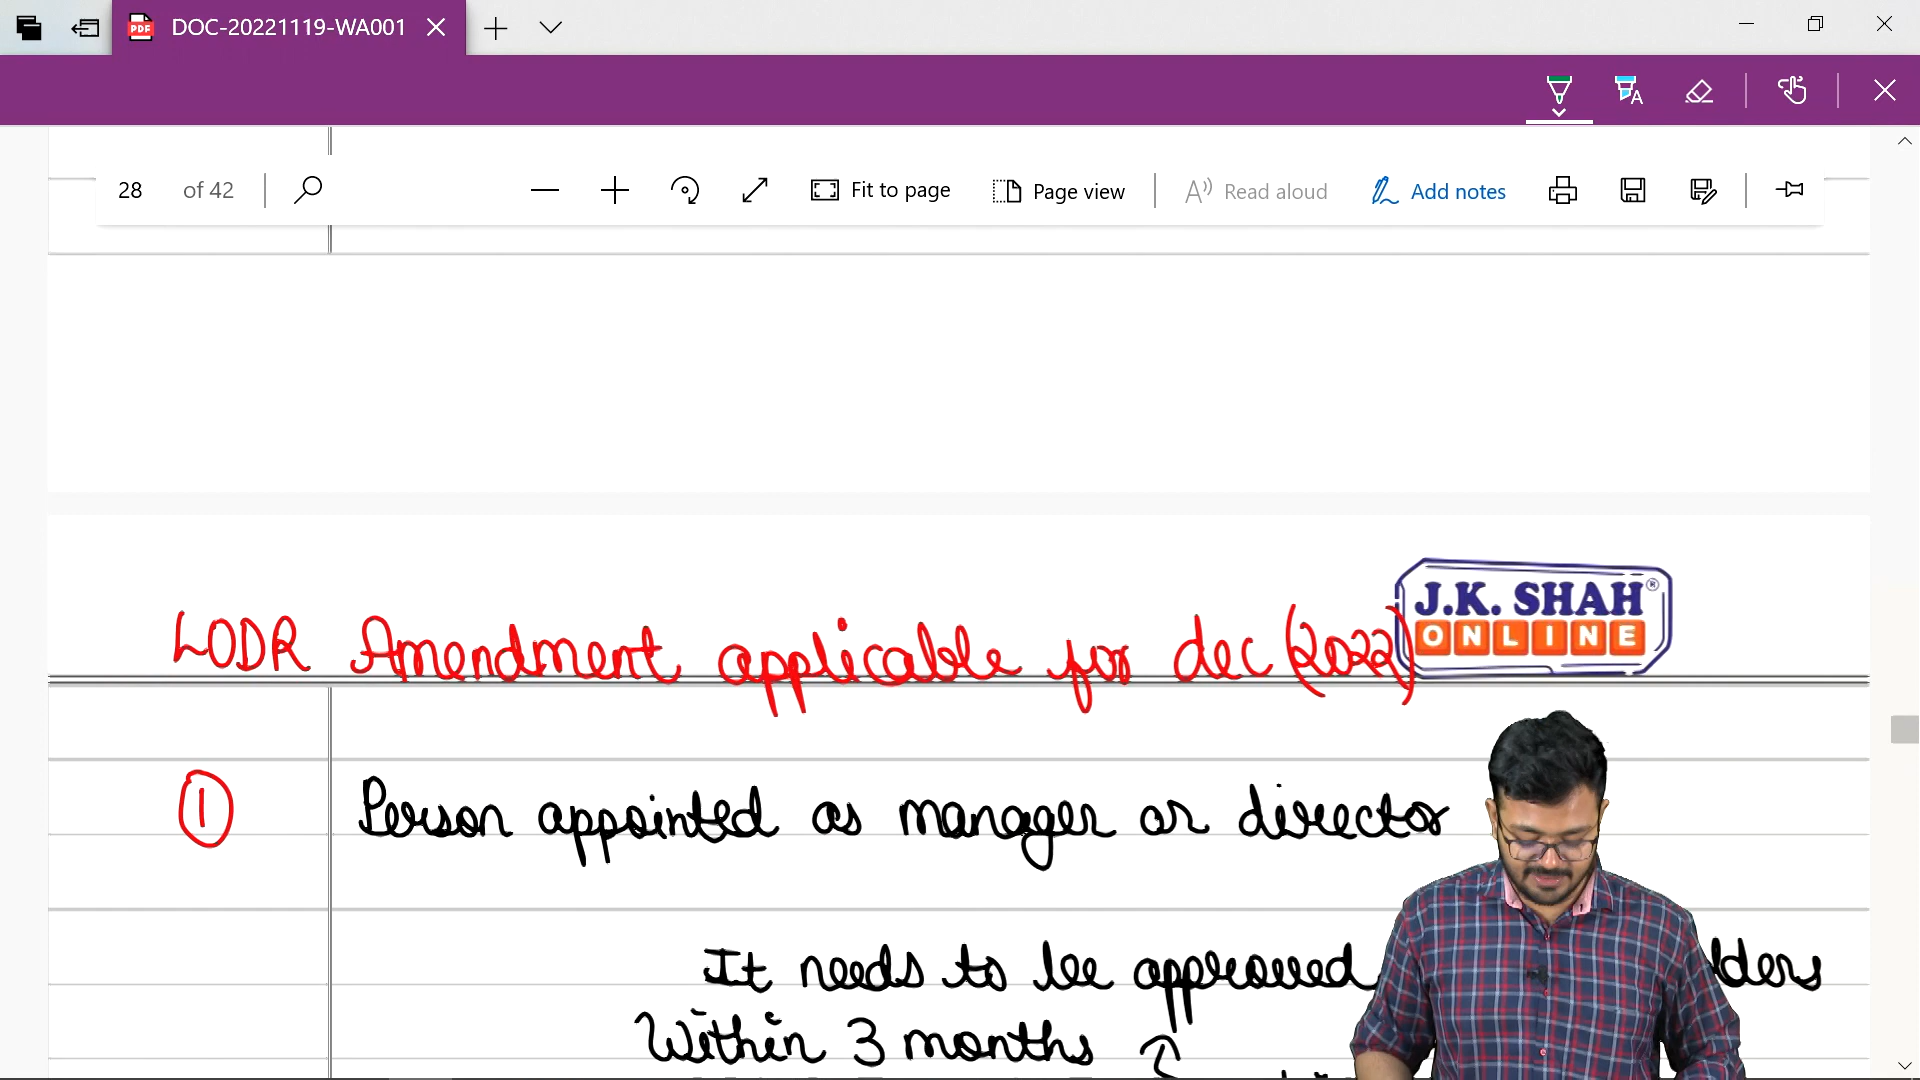 DOC-20221119-WA001
28 of 42
Fit to page
Page view
Read aloud
Add notes
J.K. SHAH®
ONLINE
LODR Amendment applicable for dec (2022)
1 Person appointed as manager or director
It needs to be approved lders
Within 3 months